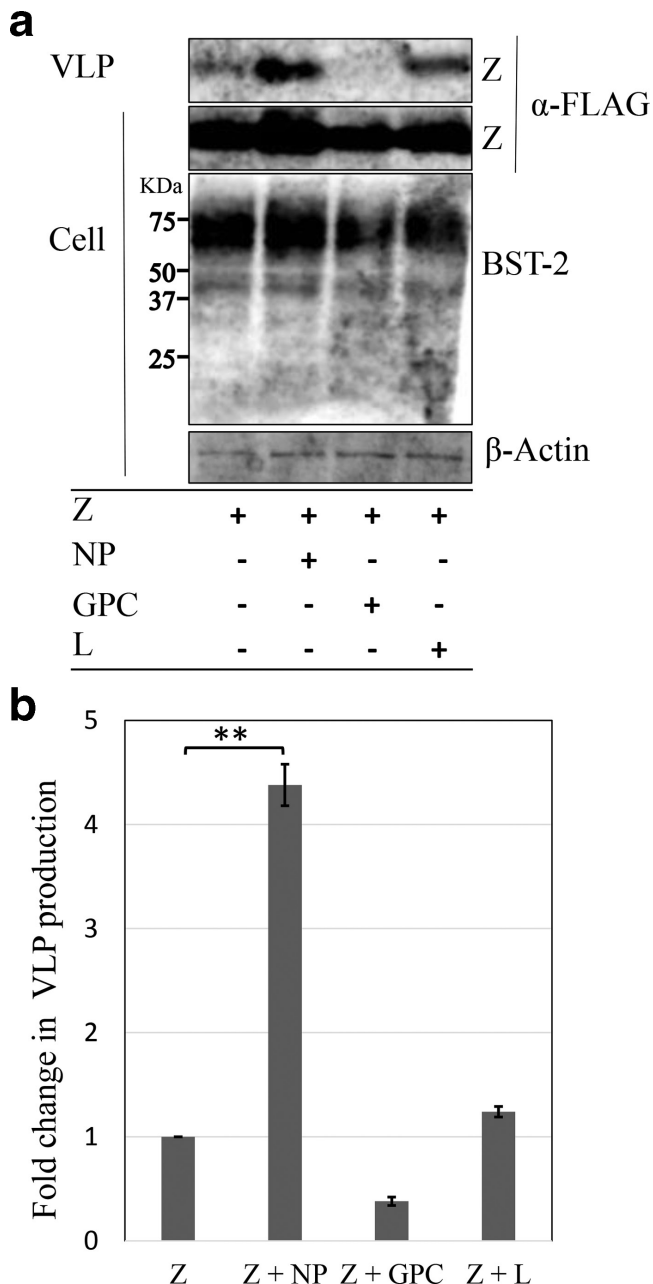 a
VLP
Z
α-FLAG
Z
KDa
75
50
37
25
Cell
BST-2
β-Actin
Z + + + +
NP - + - -
GPC - - + -
L - - - +
b
Fold change in VLP production
5
4
3
2
1
0
**
Z Z + NP Z + GPC Z + L